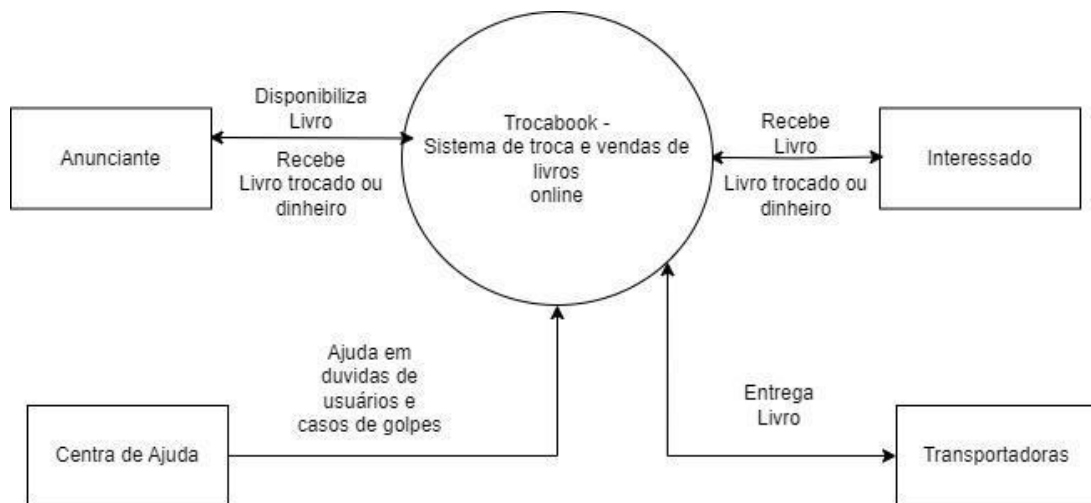 Anunciante
Disponibiliza
Livro
Recebe
Livro trocado ou
dinheiro
Trocabook -
Sistema de troca e vendas de
livros
online
Recebe
Livro
Livro trocado ou
dinheiro
Interessado
Centra de Ajuda
Ajuda em
duvidas de
usuários e
casos de golpes
Entrega
Livro
Transportadoras